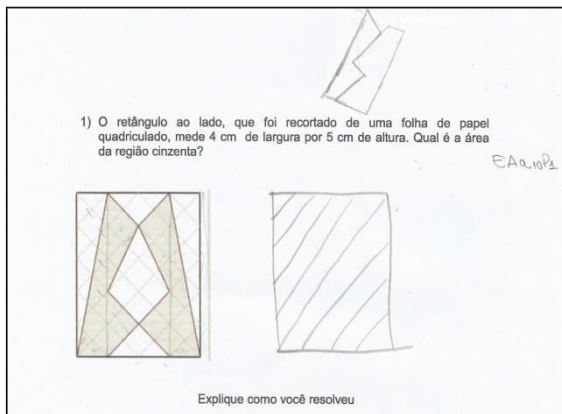 1) O retângulo ao lado, que foi recortado de uma folha de papel
quadriculado, mede 4 cm de largura por 5 cm de altura. Qual é a área
da região cinzenta?
EAa10P1
Explique como você resolveu